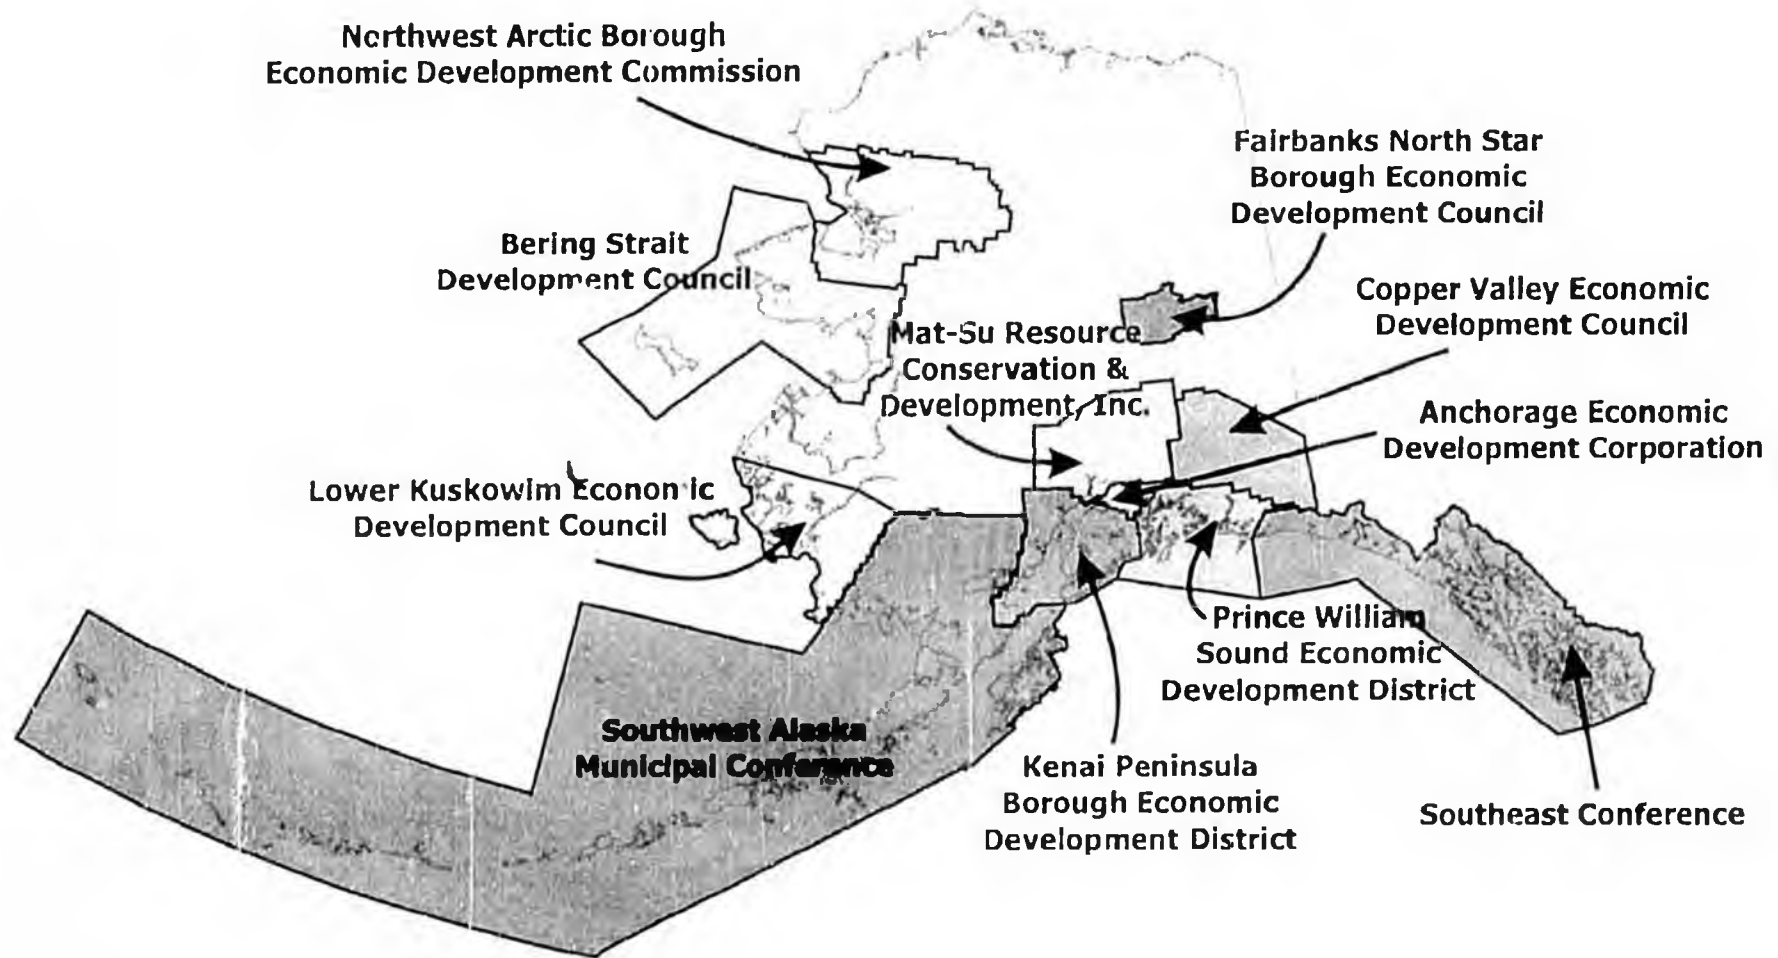 Northwest Arctic Borough
Economic Development Commission
Fairbanks North Star
Borough Economic
Development Council
Bering Strait
Development Council
Copper Valley Economic
Development Council
Mat-Su Resource
Conservation &
Development, Inc.
Anchorage Economic
Development Corporation
Lower Kuskowim Economic
Development Council
Prince William
Sound Economic
Development District
Southwest Alaska
Municipal Conference
Kenai Peninsula
Borough Economic
Development District
Southeast Conference